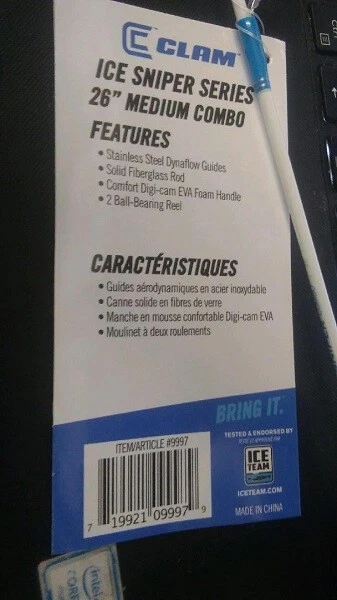 CLAM
ICE SNIPER SERIES
26" MEDIUM COMBO
FEATURES
• Stainless Steel Dynaflow Guides
• Solid Fiberglass Rod
• Comfort Digi-cam EVA Foam Handle
• 2 Ball-Bearing Reel
CARACTÉRISTIQUES
• Guides aérodynamiques en acier inoxydable
• Canne solide en fibres de verre
• Manche en mousse confortable Digi-cam EVA
• Moulinet à deux roulements
BRING IT.
TESTED & ENDORSED BY
ICE
TEAM
ICETEAM.COM
MADE IN CHINA
ITEM/ARTICLE #9997
7 19921 09997 9
intel